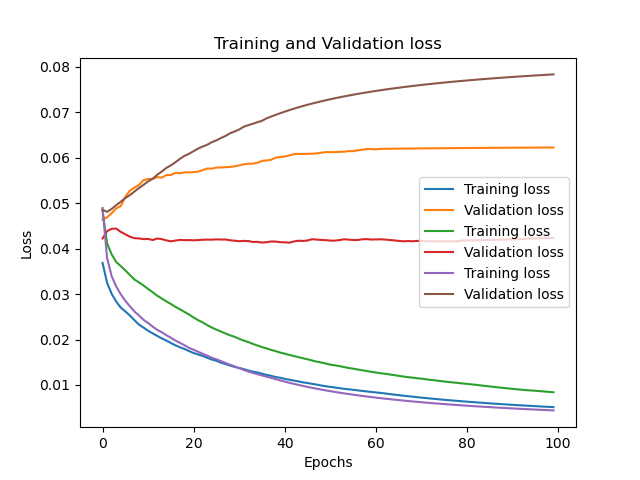 Training and Validation loss
Loss
0.08
0.07
0.06
0.05
0.04
0.03
0.02
0.01
Training loss
Validation loss
Training loss
Validation loss
Training loss
Validation loss
0 20 40 60 80 100
Epochs